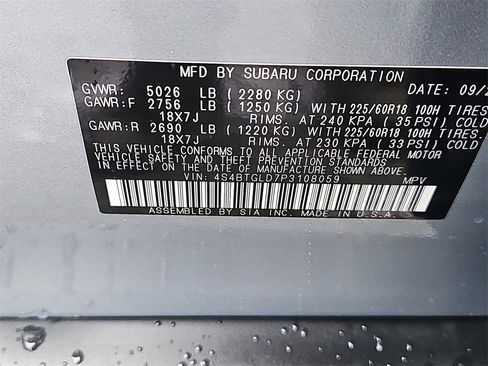 MFD BY SUBARU CORPORATION
GVWR: 5026 LB ( 2280 KG) DATE: 09/2
GAWR:F 2756 LB ( 1250 KG) WITH 225/60R18 100H TIRES
18X7J RIMS. AT 240 KPA ( 35 PSI) COLD
GAWR:R 2690 LB ( 1220 KG) WITH 225/60R18 100H TIRES
18X7J RIMS. AT 230 KPA ( 33 PSI) COLD
THIS VEHICLE CONFORMS TO ALL APPLICABLE FEDERAL MOTOR
VEHICLE SAFETY AND THEFT PREVENTION STANDARDS
IN EFFECT ON THE DATE OF MANUFACTURE SHOWN ABOVE.
VIN: 4S4BTGLD7P3108059 MPV
ASSEMBLED BY SIA INC. MADE IN U.S.A.